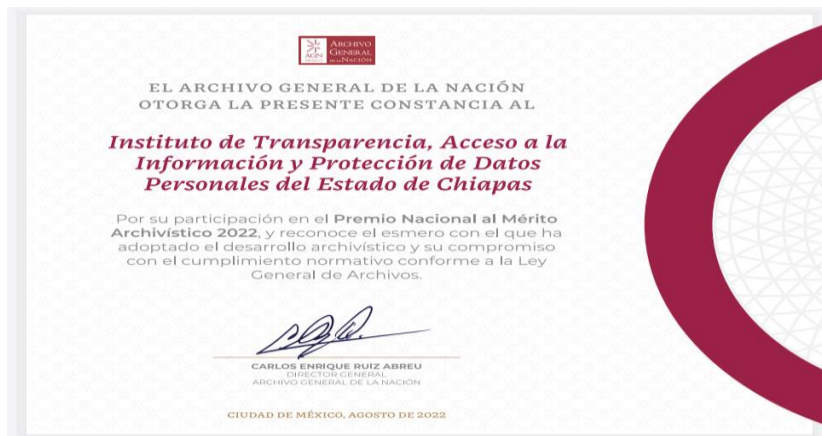 AGN
MÉXICO
ARCHIVO
GENERAL
DE LA NACIÓN
EL ARCHIVO GENERAL DE LA NACIÓN
OTORGA LA PRESENTE CONSTANCIA AL
Instituto de Transparencia, Acceso a la
Información y Protección de Datos
Personales del Estado de Chiapas
Por su participación en el Premio Nacional al Mérito
Archivístico 2022, y reconoce el esmero con el que ha
adoptado el desarrollo archivístico y su compromiso
con el cumplimiento normativo conforme a la Ley
General de Archivos.
CARLOS ENRIQUE RUIZ ABREU
DIRECTOR GENERAL
ARCHIVO GENERAL DE LA NACIÓN
CIUDAD DE MÉXICO, AGOSTO DE 2022